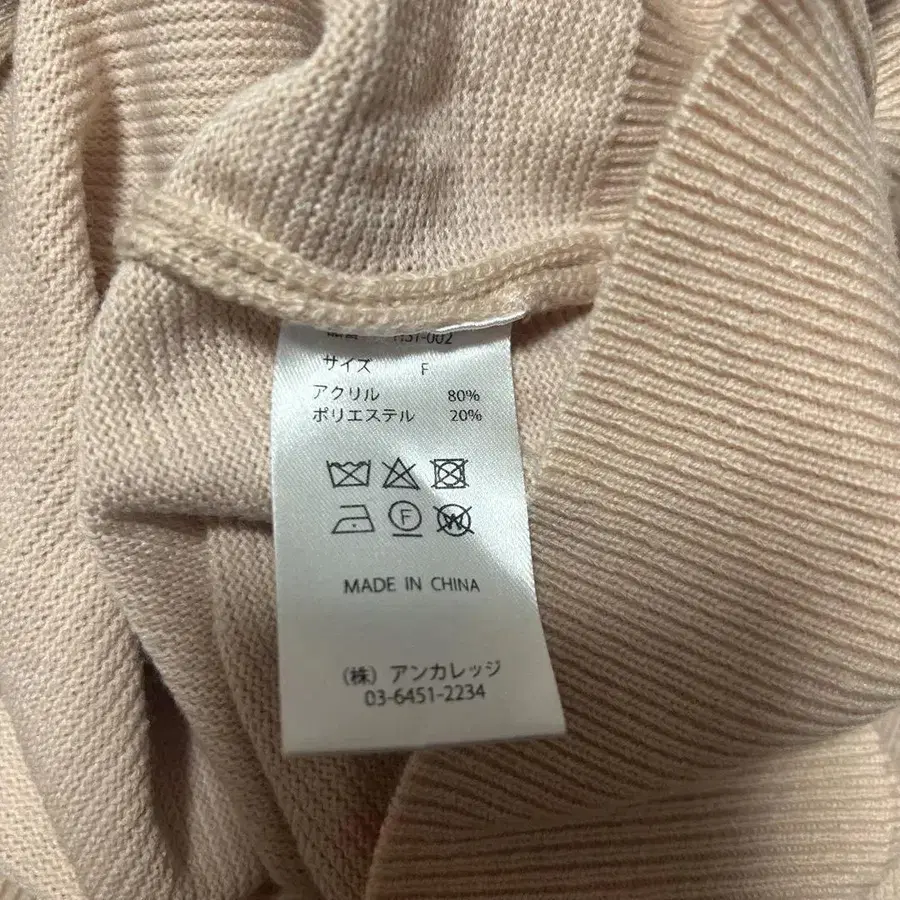 サイズ F
アクリル 80%
ポリエステル 20%
F
W
MADE IN CHINA
(株) アンカレッジ
03-6451-2234